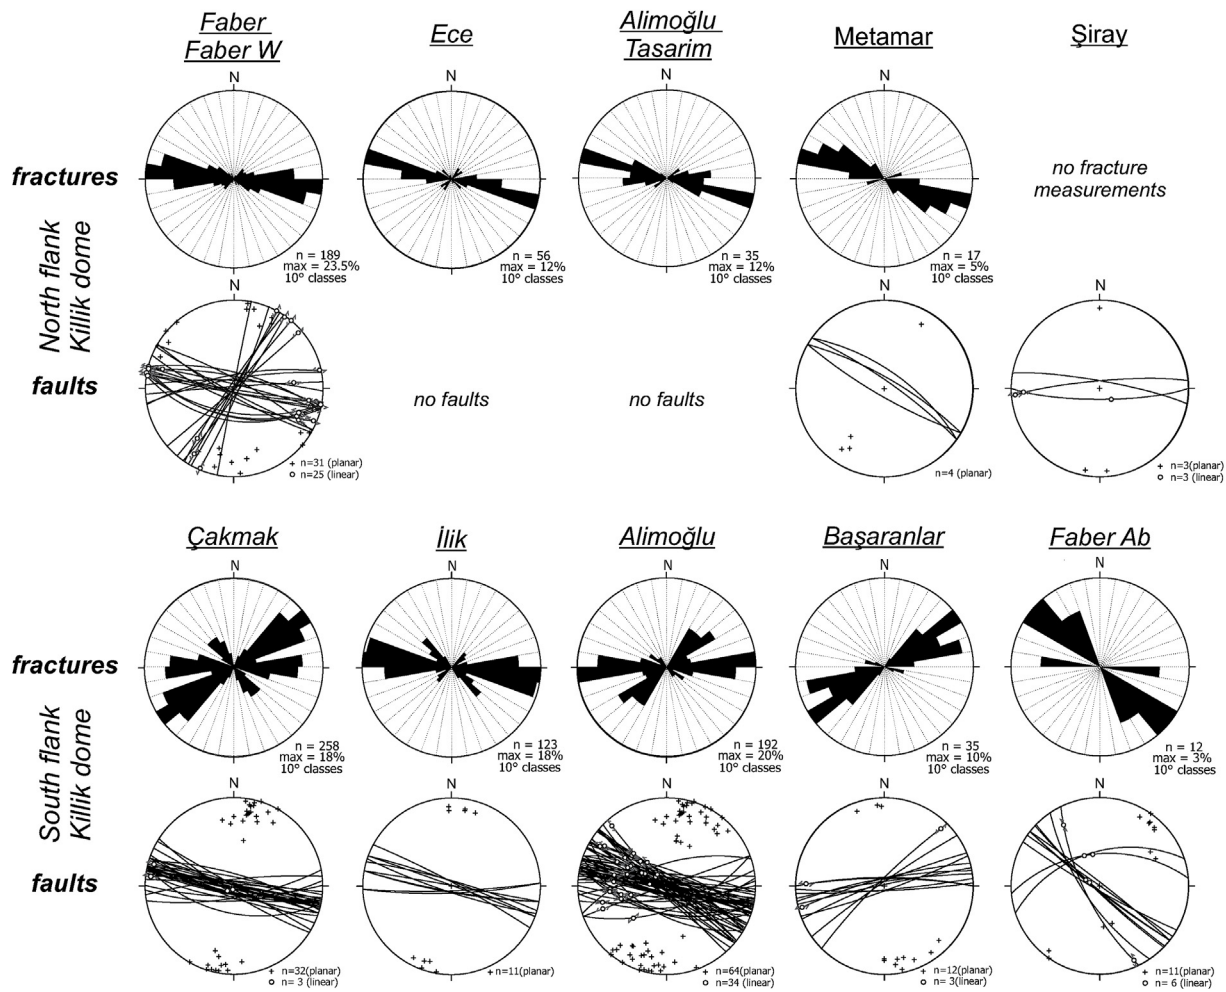 Faber
Faber W
Ece
Alimoğlu
Tasarim
Metamar
Şiray
fractures
North flank
Killik dome
N
N
N
N
n = 189
max = 23.5%
10° classes
n = 56
max = 12%
10° classes
n = 35
max = 12%
10° classes
n = 17
max = 5%
10° classes
no fracture
measurements
faults
N
n=31 (planar)
n=25 (linear)
no faults
no faults
N
n=4 (planar)
N
n=3(planar)
n=3 (linear)
Çakmak
İlik
Alimoğlu
Başaranlar
Faber Ab
fractures
South flank
Killik dome
N
N
N
N
N
n = 258
max = 18%
10° classes
n = 123
max = 18%
10° classes
n = 192
max = 20%
10° classes
n = 35
max = 10%
10° classes
n = 12
max = 3%
10° classes
faults
N
N
N
N
N
n=32(planar)
n= 3 (linear)
n=11(planar)
n=64(planar)
n=34 (linear)
n=12(planar)
n= 3(linear)
n=11(planar)
n= 6 (linear)